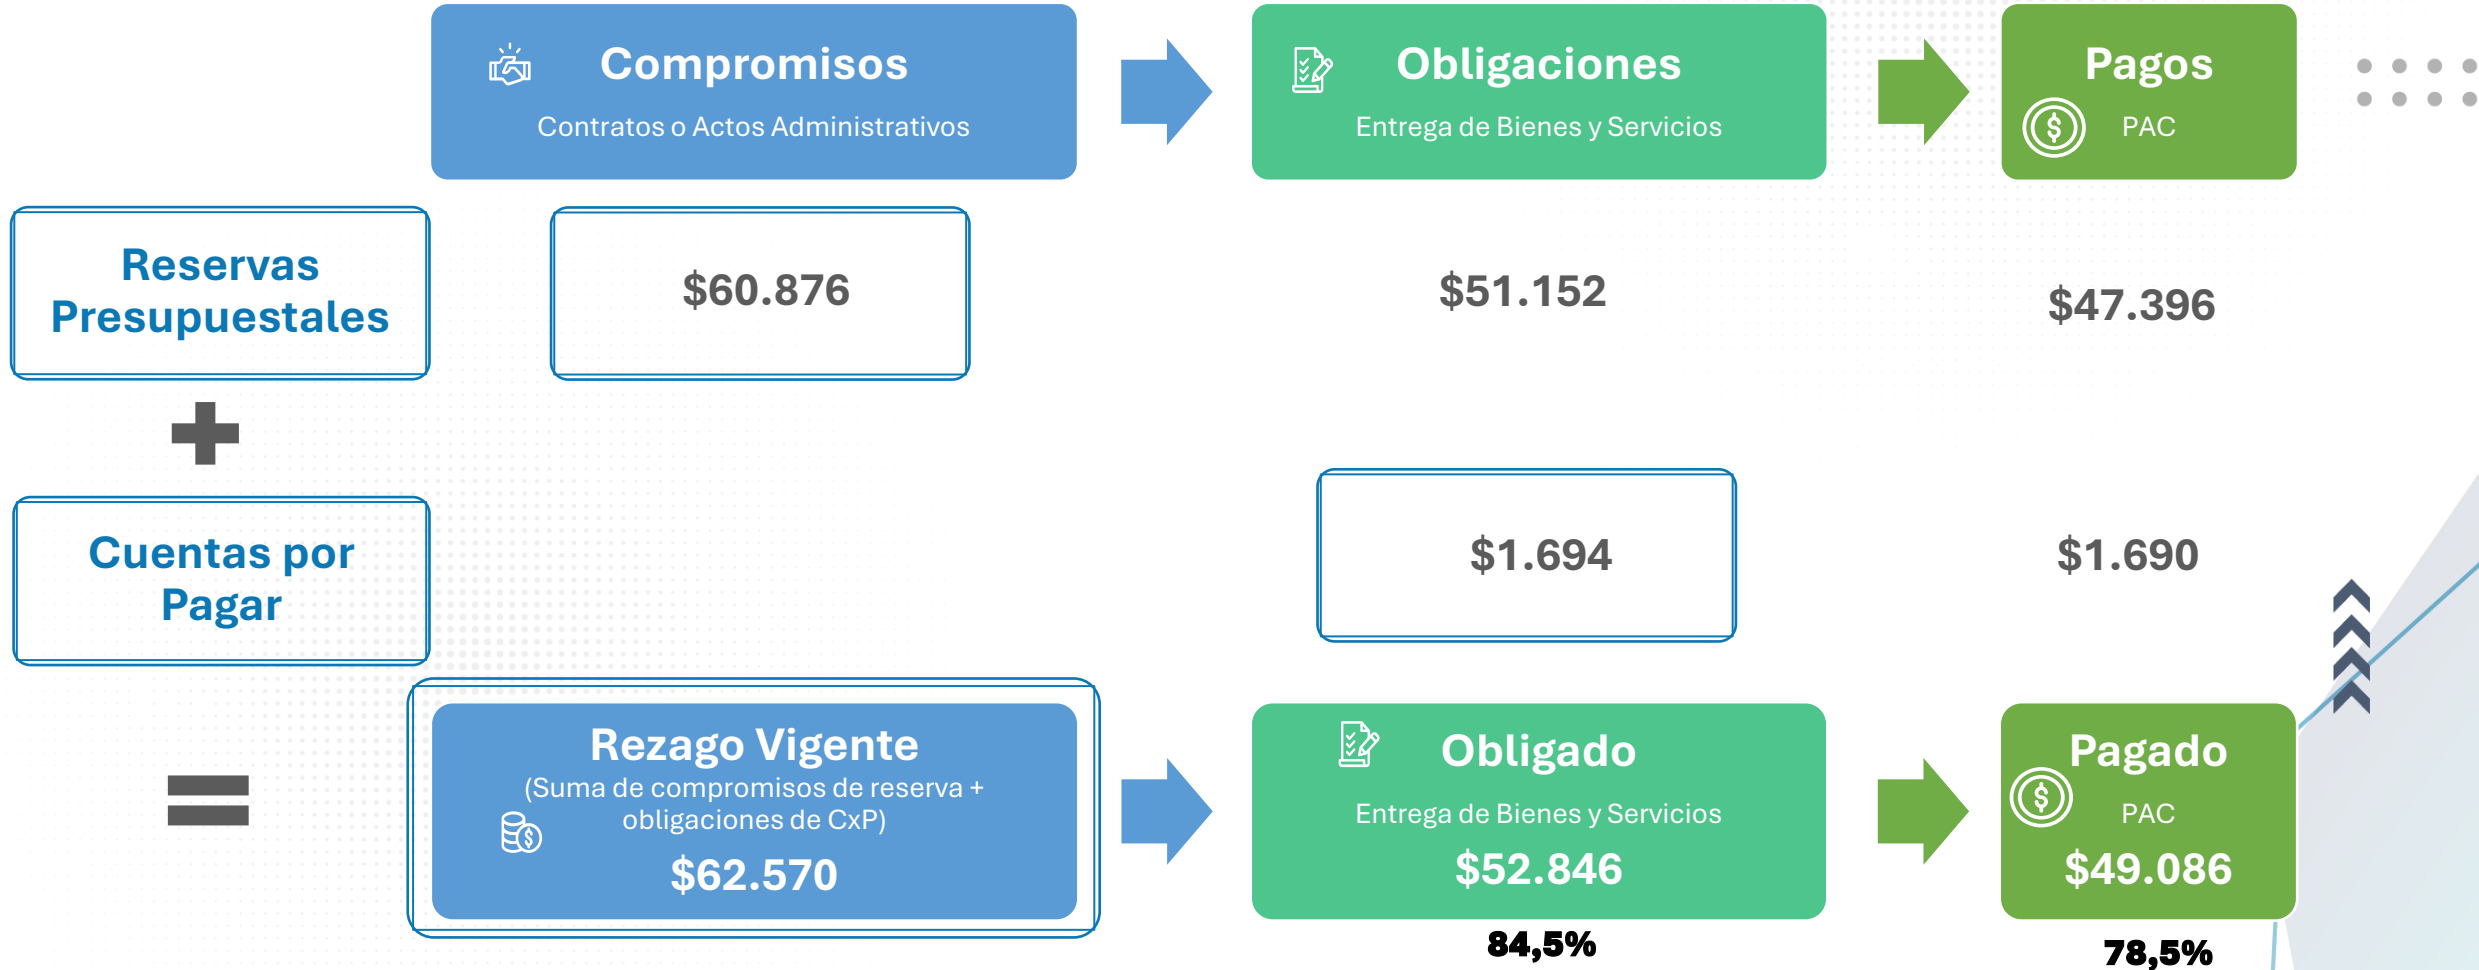 Compromisos
Contratos o Actos Administrativos
Obligaciones
Entrega de Bienes y Servicios
Pagos
PAC
Reservas
Presupuestales
$60.876
$51.152
$47.396
Cuentas por
Pagar
$1.694
$1.690
Rezago Vigente
(Suma de compromisos de reserva +
obligaciones de CxP)
$62.570
Obligado
Entrega de Bienes y Servicios
$52.846
84,5%
Pagado
PAC
$49.086
78,5%